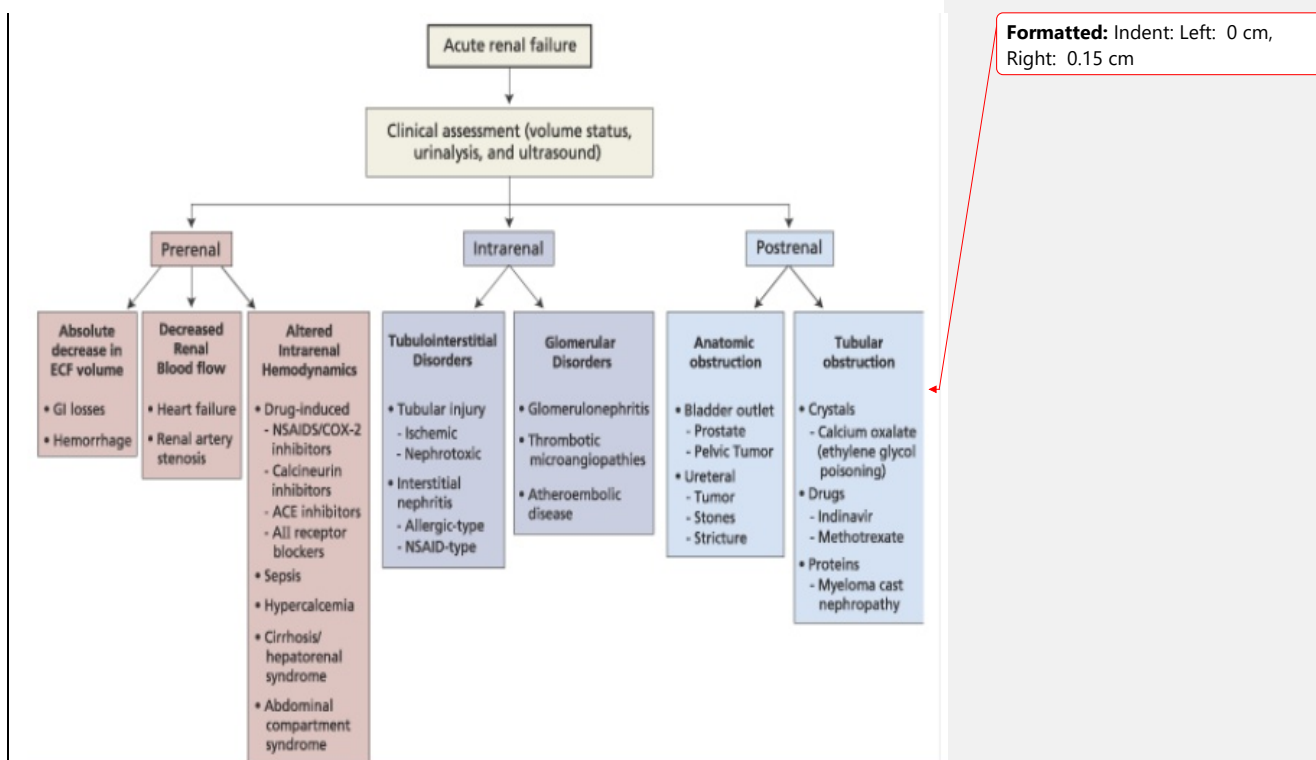 Acute renal failure
Clinical assessment (volume status,
urinalysis, and ultrasound)
Prerenal
Intrarenal
Postrenal
Absolute
decrease in
ECF volume
• GI losses
• Hemorrhage
Decreased
Renal
Blood flow
• Heart failure
• Renal artery
stenosis
Altered
Intrarenal
Hemodynamics
• Drug-induced
- NSAIDS/COX-2
inhibitors
- Calcineurin
inhibitors
- ACE inhibitors
- AII receptor
blockers
• Sepsis
• Hypercalcemia
• Cirrhosis/
hepatorenal
syndrome
• Abdominal
compartment
syndrome
Tubulointerstitial
Disorders
• Tubular injury
- Ischemic
- Nephrotoxic
• Interstitial
nephritis
- Allergic-type
- NSAID-type
Glomerular
Disorders
• Glomerulonephritis
• Thrombotic
microangiopathies
• Atheroembolic
disease
Anatomic
obstruction
• Bladder outlet
- Prostate
- Pelvic Tumor
• Ureteral
- Tumor
- Stones
- Stricture
Tubular
obstruction
• Crystals
- Calcium oxalate
(ethylene glycol
poisoning)
• Drugs
- Indinavir
- Methotrexate
• Proteins
- Myeloma cast
nephropathy
Formatted: Indent: Left: 0 cm,
Right: 0.15 cm